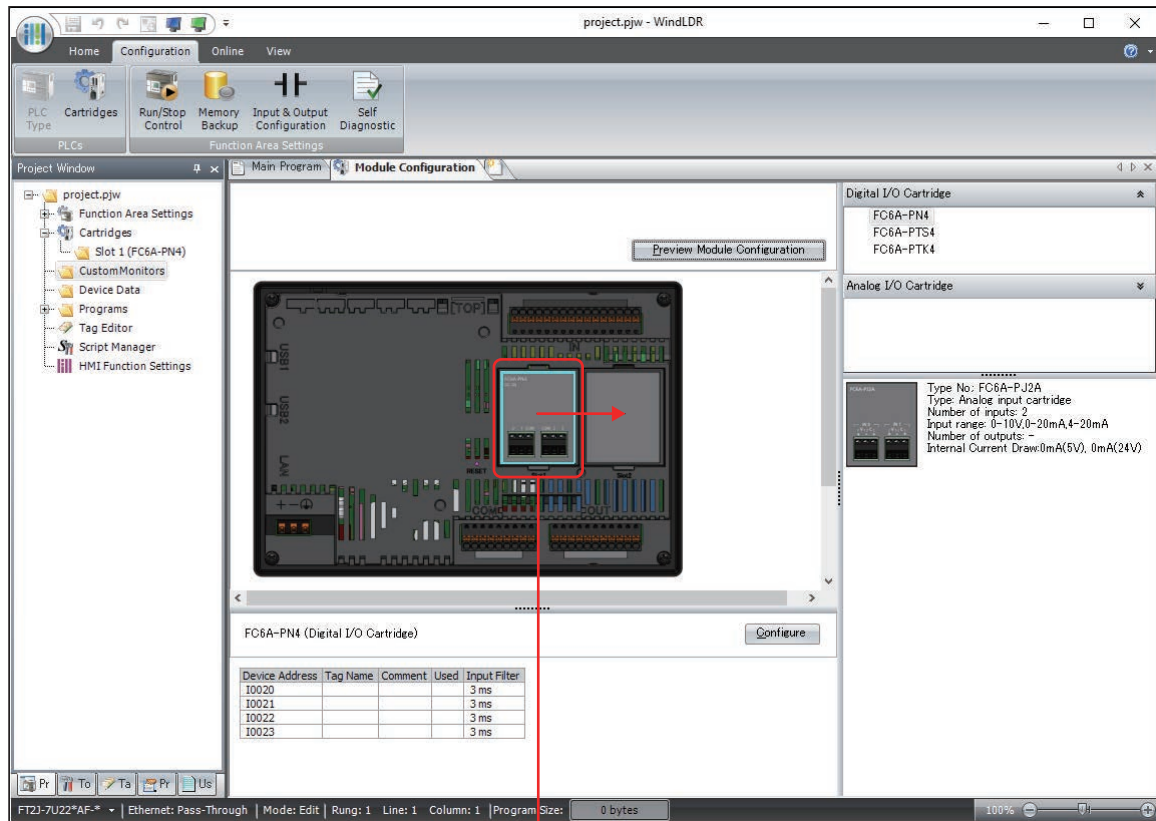 project.pjw - WindLDR
Home Configuration Online View
PLC Type
Cartridges
Run/Stop Control
Memory Backup
Input & Output Configuration
Self Diagnostic
PLCs
Function Area Settings
Project Window
Main Program
Module Configuration
project.pjw
Function Area Settings
Cartridges
Slot 1 (FC6A-PN4)
CustomMonitors
Device Data
Programs
Tag Editor
Script Manager
HMI Function Settings
Preview Module Configuration
[TOP]
IN
USB1
USB2
LAN
RESET
Slot1
Slot2
COM2
OUT
FC6A-PN4 (Digital I/O Cartridge)
Configure
Device Address Tag Name Comment Used Input Filter
I0020 3 ms
I0021 3 ms
I0022 3 ms
I0023 3 ms
Digital I/O Cartridge
FC6A-PN4
FC6A-PTS4
FC6A-PTK4
Analog I/O Cartridge
Type No: FC6A-PJ2A
Type: Analog input cartridge
Number of inputs: 2
Input range: 0-10V,0-20mA,4-20mA
Number of outputs: -
Internal Current Draw:0mA(5V), 0mA(24V)
Pr To Ta Pr Us
FT2J-7U22*AF-* Ethernet: Pass-Through Mode: Edit Rung: 1 Line: 1 Column: 1 Program Size: 0 bytes 100%